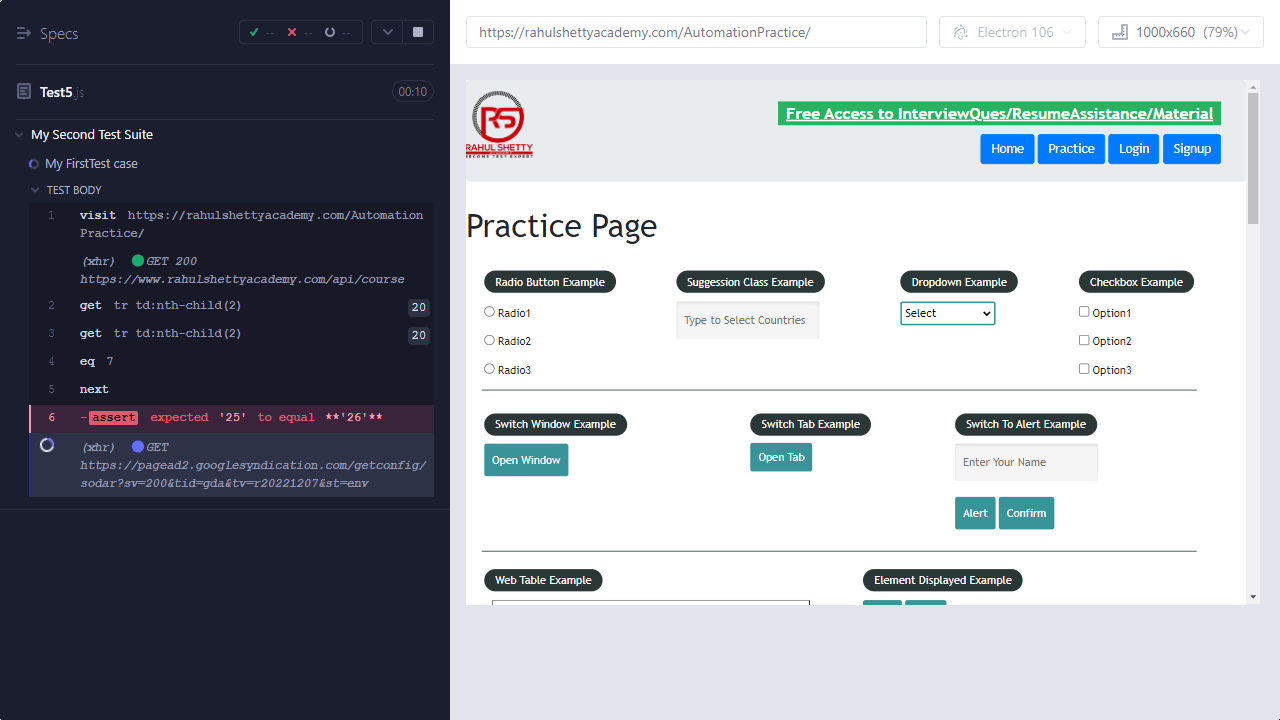 Specs
-- -- --
Test5.js
00:10
My Second Test Suite
My FirstTest case
TEST BODY
1 visit https://rahulshettyacademy.com/Automation
Practice/
(xhr) GET 200
https://www.rahulshettyacademy.com/api/course
2 get tr td:nth-child(2) 20
3 get tr td:nth-child(2) 20
4 eq 7
5 next
6 -assert expected '25' to equal **'26'**
(xhr) GET
https://pagead2.googlesyndication.com/getconfig/
sodar?sv=200&tid=gda&tv=r20221207&st=env
https://rahulshettyacademy.com/AutomationPractice/
Electron 106
1000x660 (79%)
RS
RAHUL SHETTY
ACADEMY
BECOME TEST EXPERT
Free Access to InterviewQues/ResumeAssistance/Material
Home Practice Login Signup
Practice Page
Radio Button Example
Radio1
Radio2
Radio3
Suggession Class Example
Type to Select Countries
Dropdown Example
Select
Checkbox Example
Option1
Option2
Option3
Switch Window Example
Open Window
Switch Tab Example
Open Tab
Switch To Alert Example
Enter Your Name
Alert Confirm
Web Table Example
Element Displayed Example